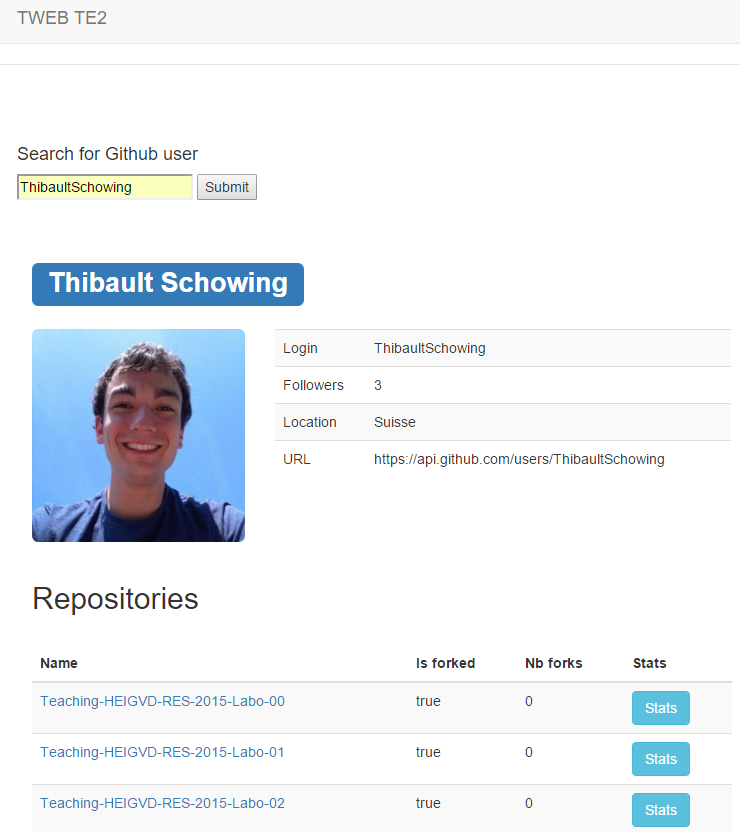 TWEB TE2
Search for Github user
ThibaultSchowing Submit
Thibault Schowing
Login ThibaultSchowing
Followers 3
Location Suisse
URL https://api.github.com/users/ThibaultSchowing
Repositories
Name Is forked Nb forks Stats
Teaching-HEIGVD-RES-2015-Labo-00 true 0 Stats
Teaching-HEIGVD-RES-2015-Labo-01 true 0 Stats
Teaching-HEIGVD-RES-2015-Labo-02 true 0 Stats